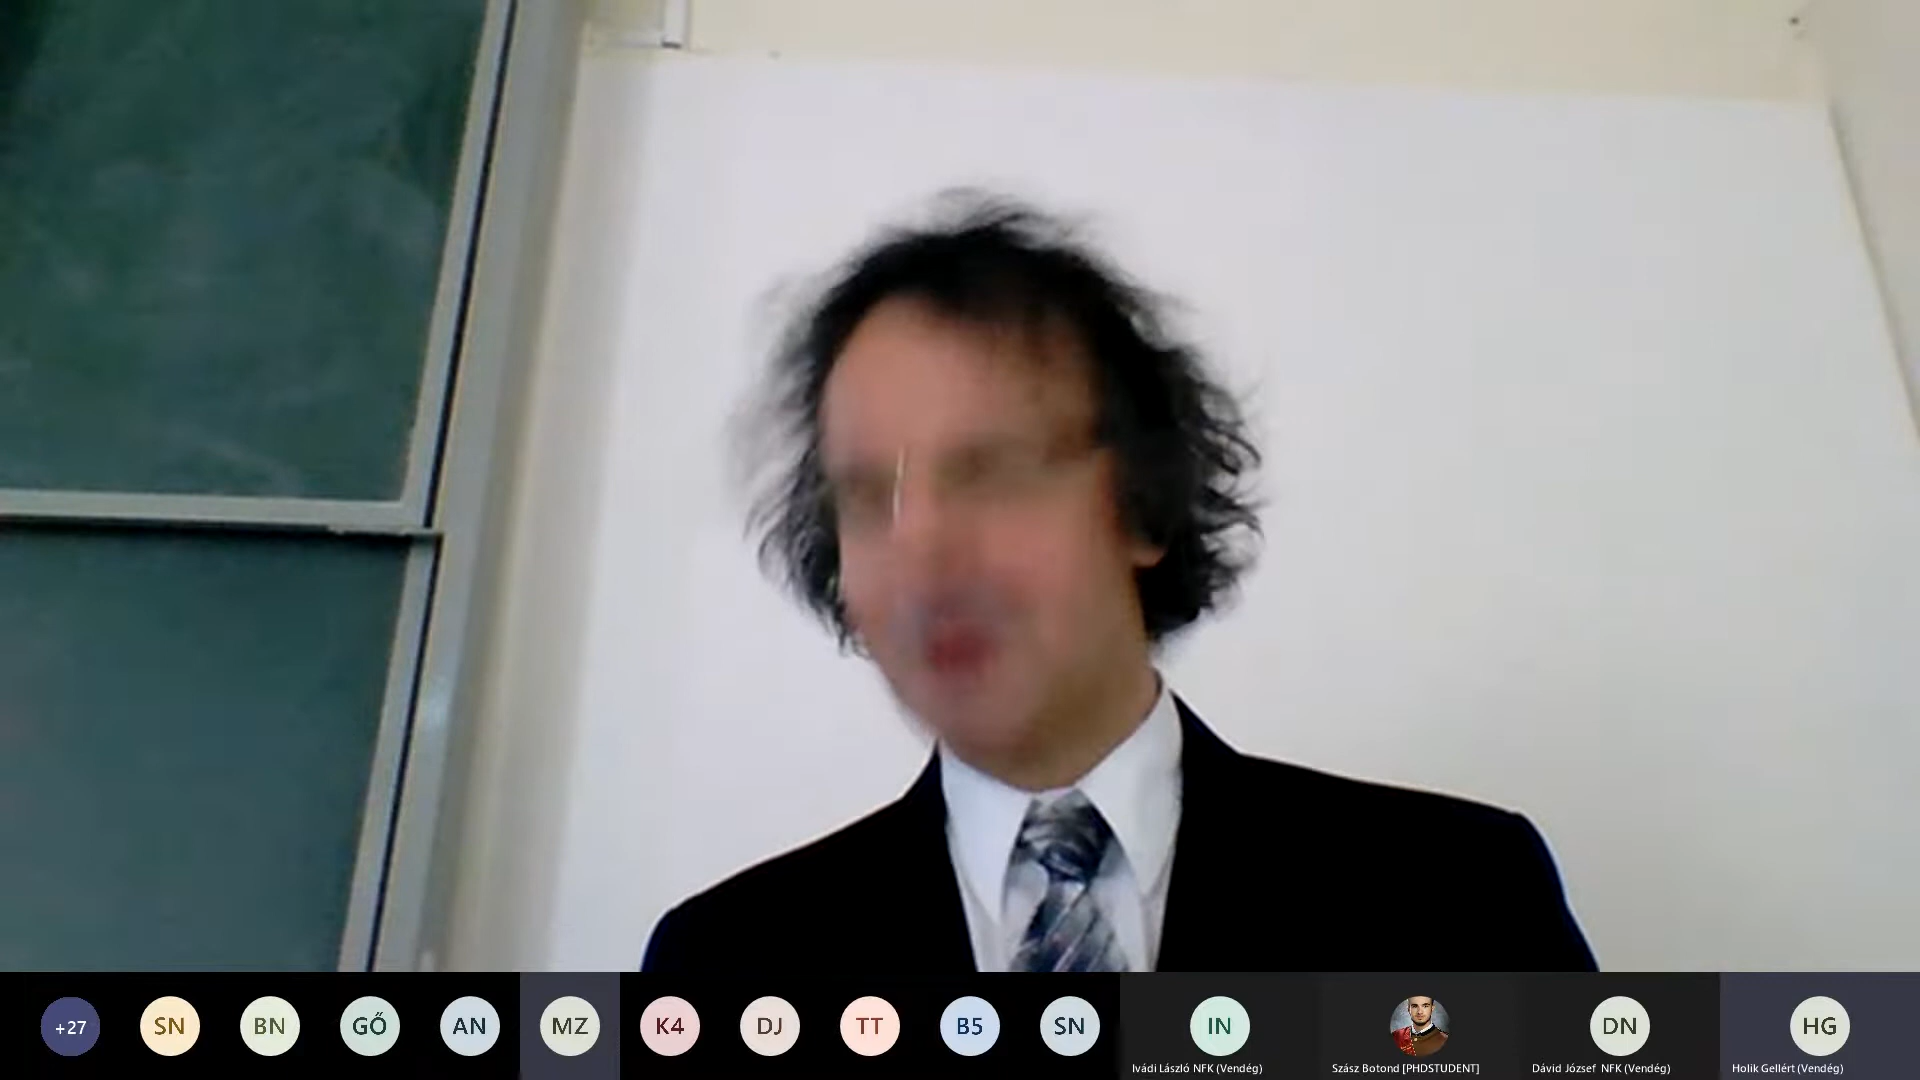 +27
SN
BN
GŐ
AN
MZ
K4
DJ
TT
B5
SN
IN
DN
HG
Ivádi László NFK (Vendég)
Szász Botond [PHDSTUDENT]
Dávid József NFK (Vendég)
Holik Gellért (Vendég)